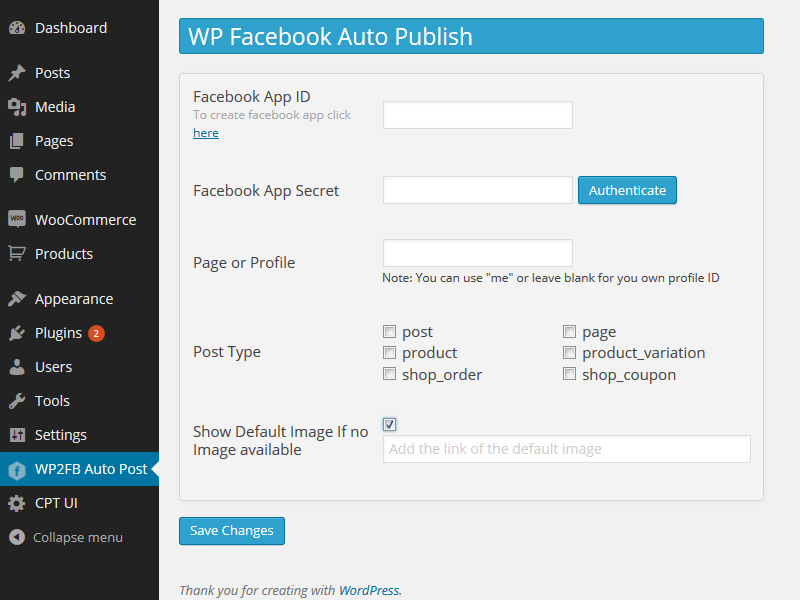 Dashboard
Posts
Media
Pages
Comments
WOO
WooCommerce
Products
Appearance
Plugins 2
Users
Tools
Settings
WP2FB Auto Post
CPT UI
Collapse menu
WP Facebook Auto Publish
Facebook App ID
To create facebook app click
here
Facebook App Secret
Authenticate
Page or Profile
Note: You can use "me" or leave blank for you own profile ID
Post Type
post
page
product
product_variation
shop_order
shop_coupon
Show Default Image If no
Image available
Add the link of the default image
Save Changes
Thank you for creating with WordPress.